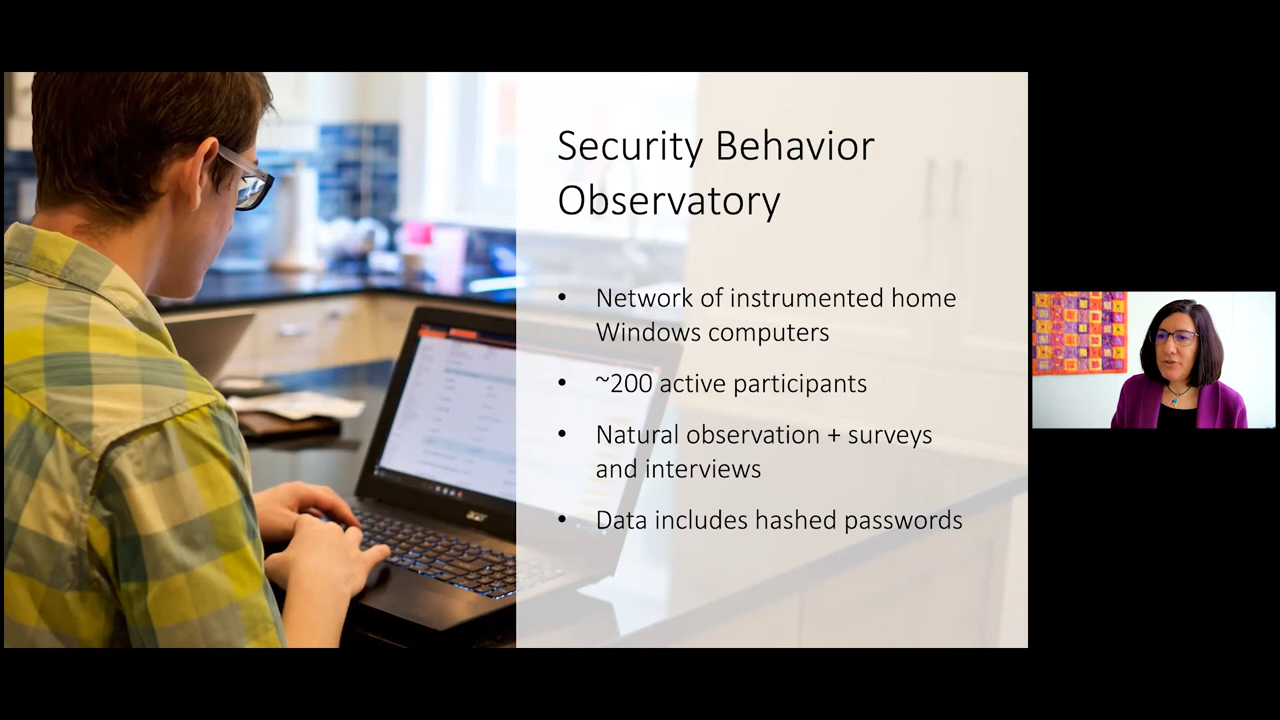 Security Behavior
Observatory
• Network of instrumented home
Windows computers
• ~200 active participants
• Natural observation + surveys
and interviews
• Data includes hashed passwords
acer